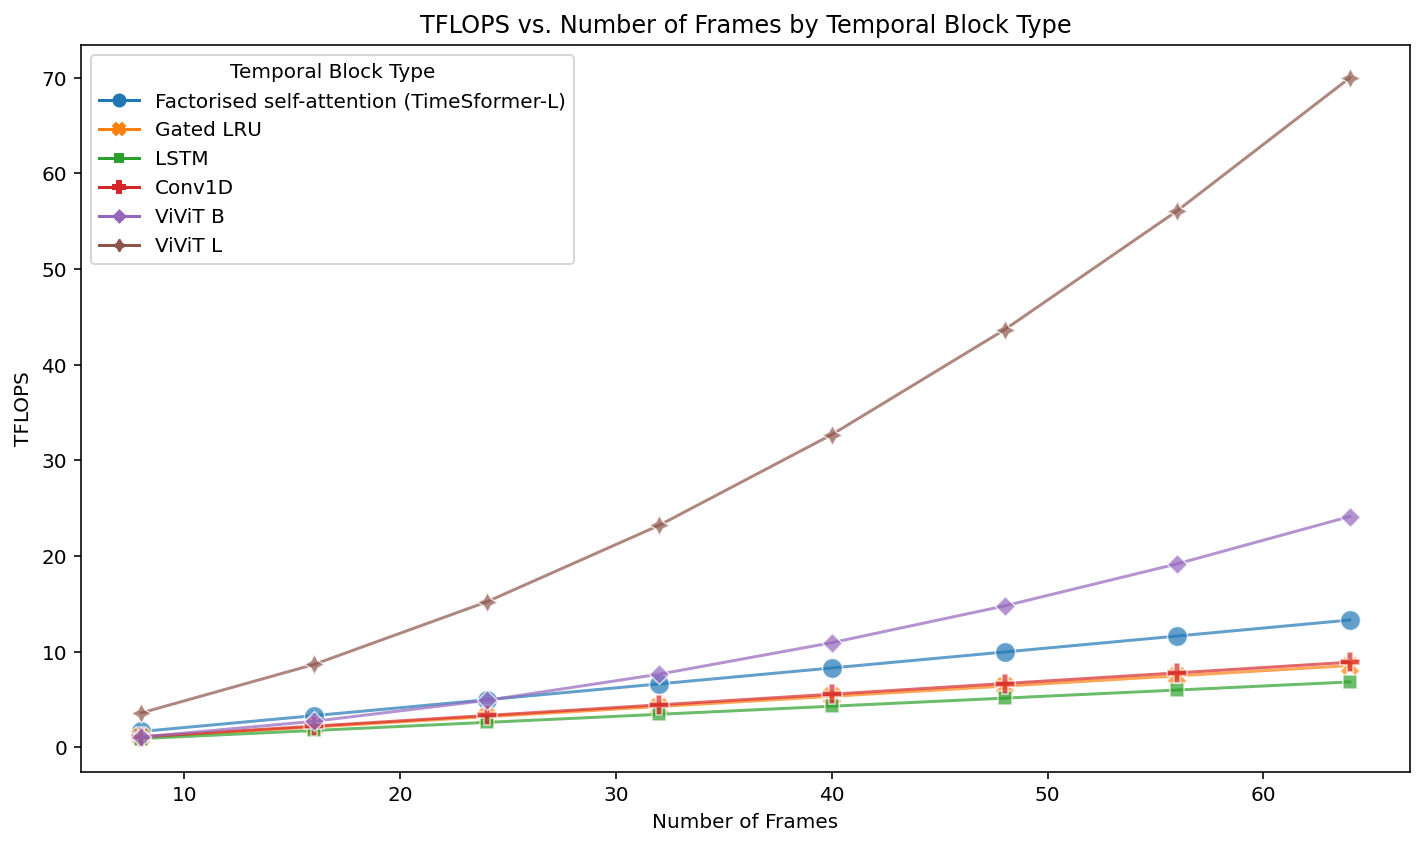 TFLOPS vs. Number of Frames by Temporal Block Type
Temporal Block Type
Factorised self-attention (TimeSformer-L)
Gated LRU
LSTM
Conv1D
ViViT B
ViViT L
TFLOPS
70
60
50
40
30
20
10
0
10
20
30
40
50
60
Number of Frames